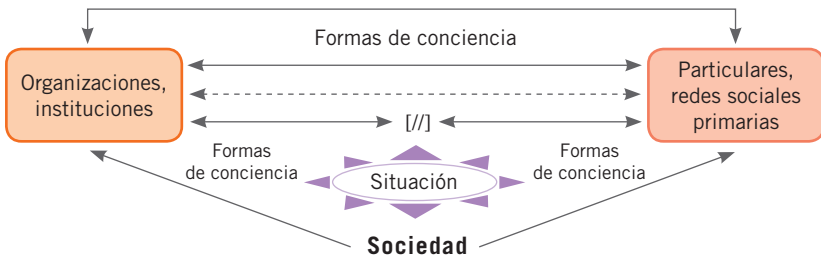 Formas de conciencia
Organizaciones,
instituciones
Particulares,
redes sociales
primarias
[//]
Formas
de conciencia
Situación
Formas
de conciencia
Sociedad